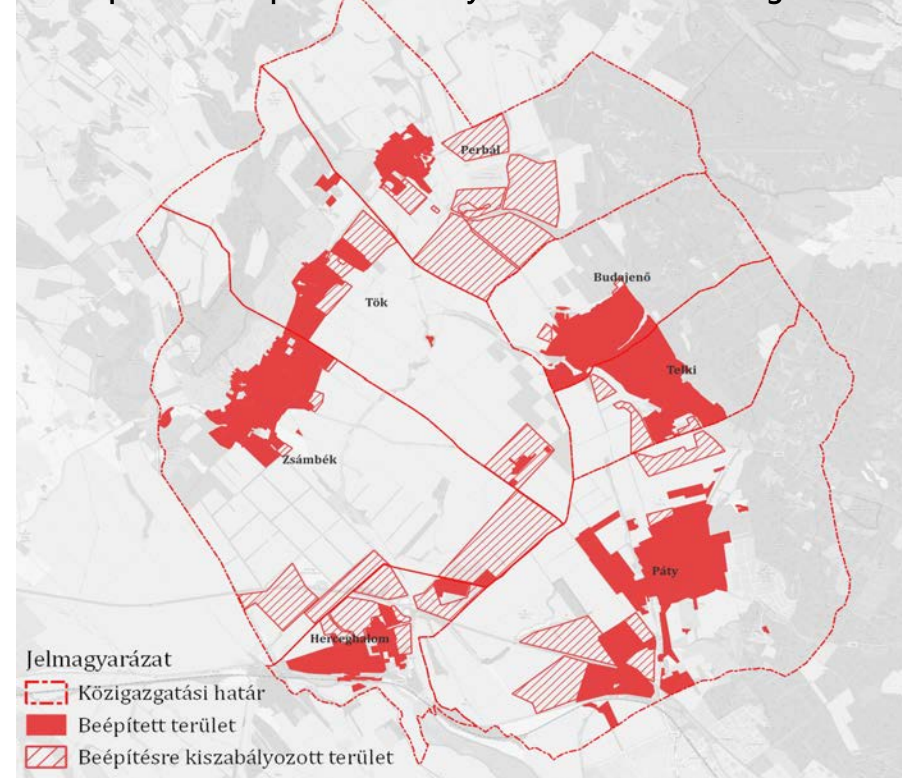 Perbál
Budajenő
Tök
Telki
Zsámbék
Páty
Herceghalom
Jelmagyarázat
Közigazgatási határ
Beépített terület
Beépítésre kiszabályozott terület